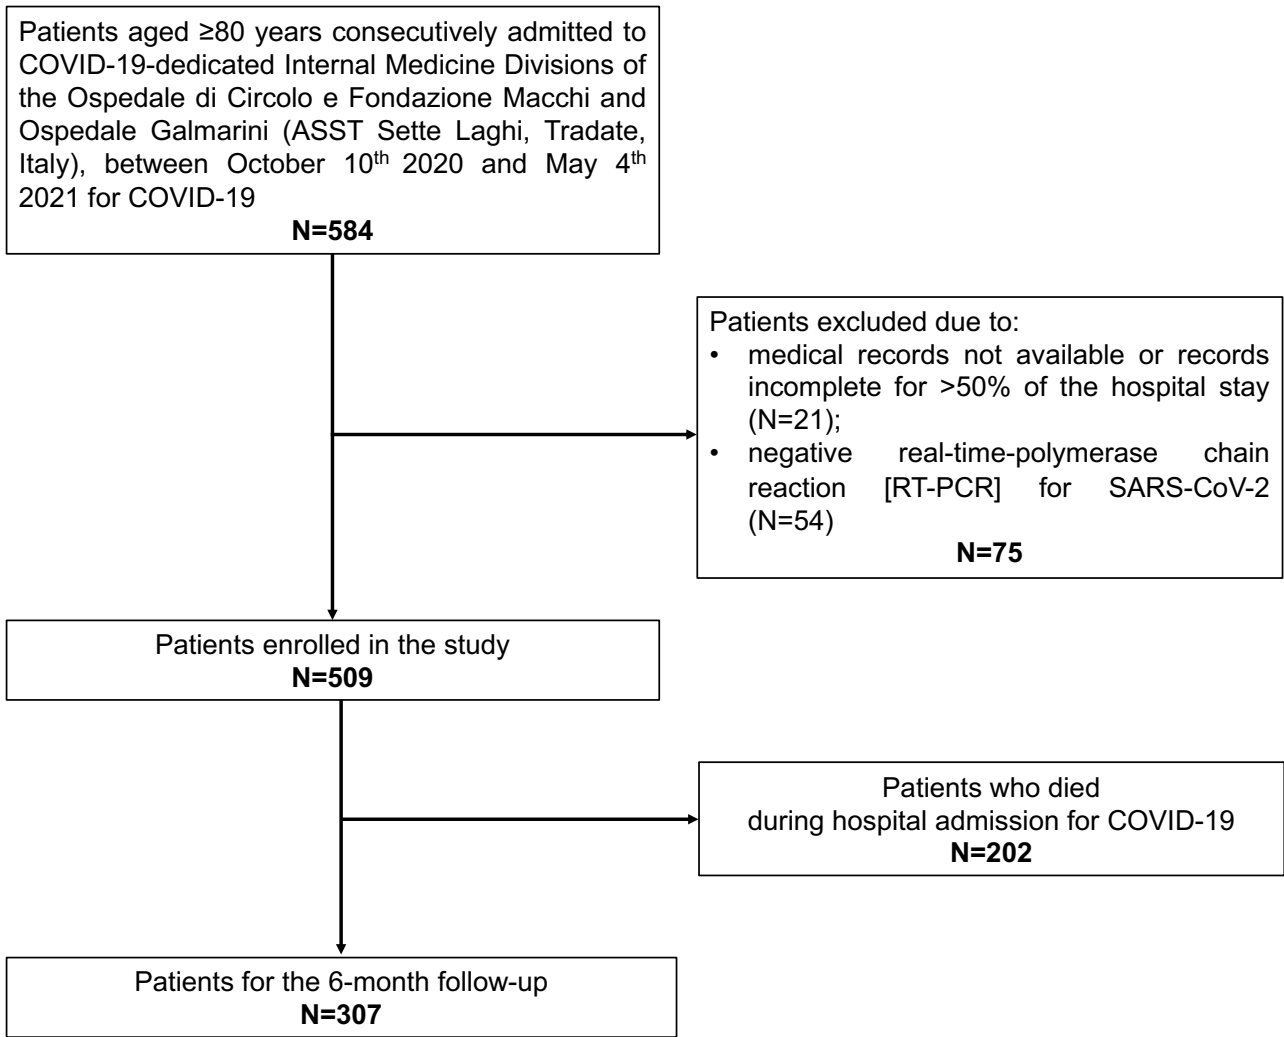 Patients aged ≥80 years consecutively admitted to
COVID-19-dedicated Internal Medicine Divisions of
the Ospedale di Circolo e Fondazione Macchi and
Ospedale Galmarini (ASST Sette Laghi, Tradate,
Italy), between October 10th 2020 and May 4th
2021 for COVID-19
N=584
Patients excluded due to:
• medical records not available or records
incomplete for >50% of the hospital stay
(N=21);
• negative real-time-polymerase chain
reaction [RT-PCR] for SARS-CoV-2
(N=54)
N=75
Patients enrolled in the study
N=509
Patients who died
during hospital admission for COVID-19
N=202
Patients for the 6-month follow-up
N=307